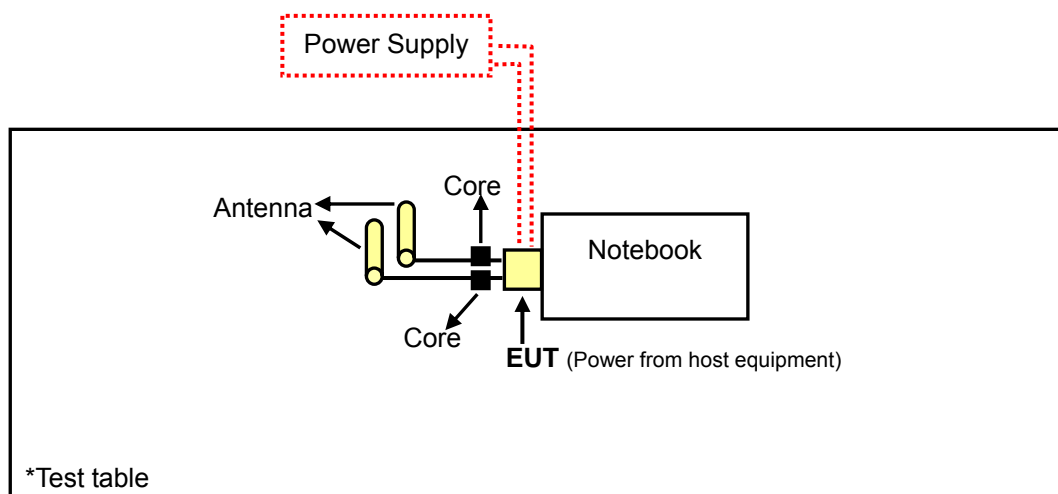 Power Supply
Core
Antenna
Notebook
Core
EUT (Power from host equipment)
*Test table